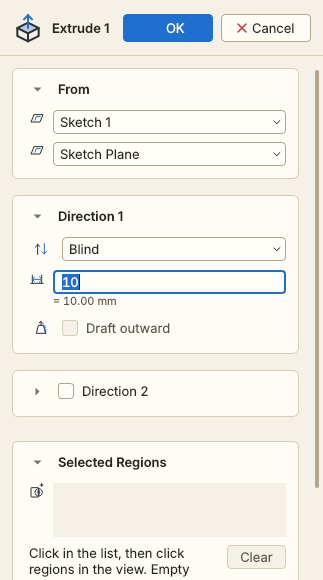 Extrude 1
OK
Cancel
From
Sketch 1
Sketch Plane
Direction 1
Blind
10
= 10.00 mm
Draft outward
Direction 2
Selected Regions
Click in the list, then click
regions in the view. Empty
Clear